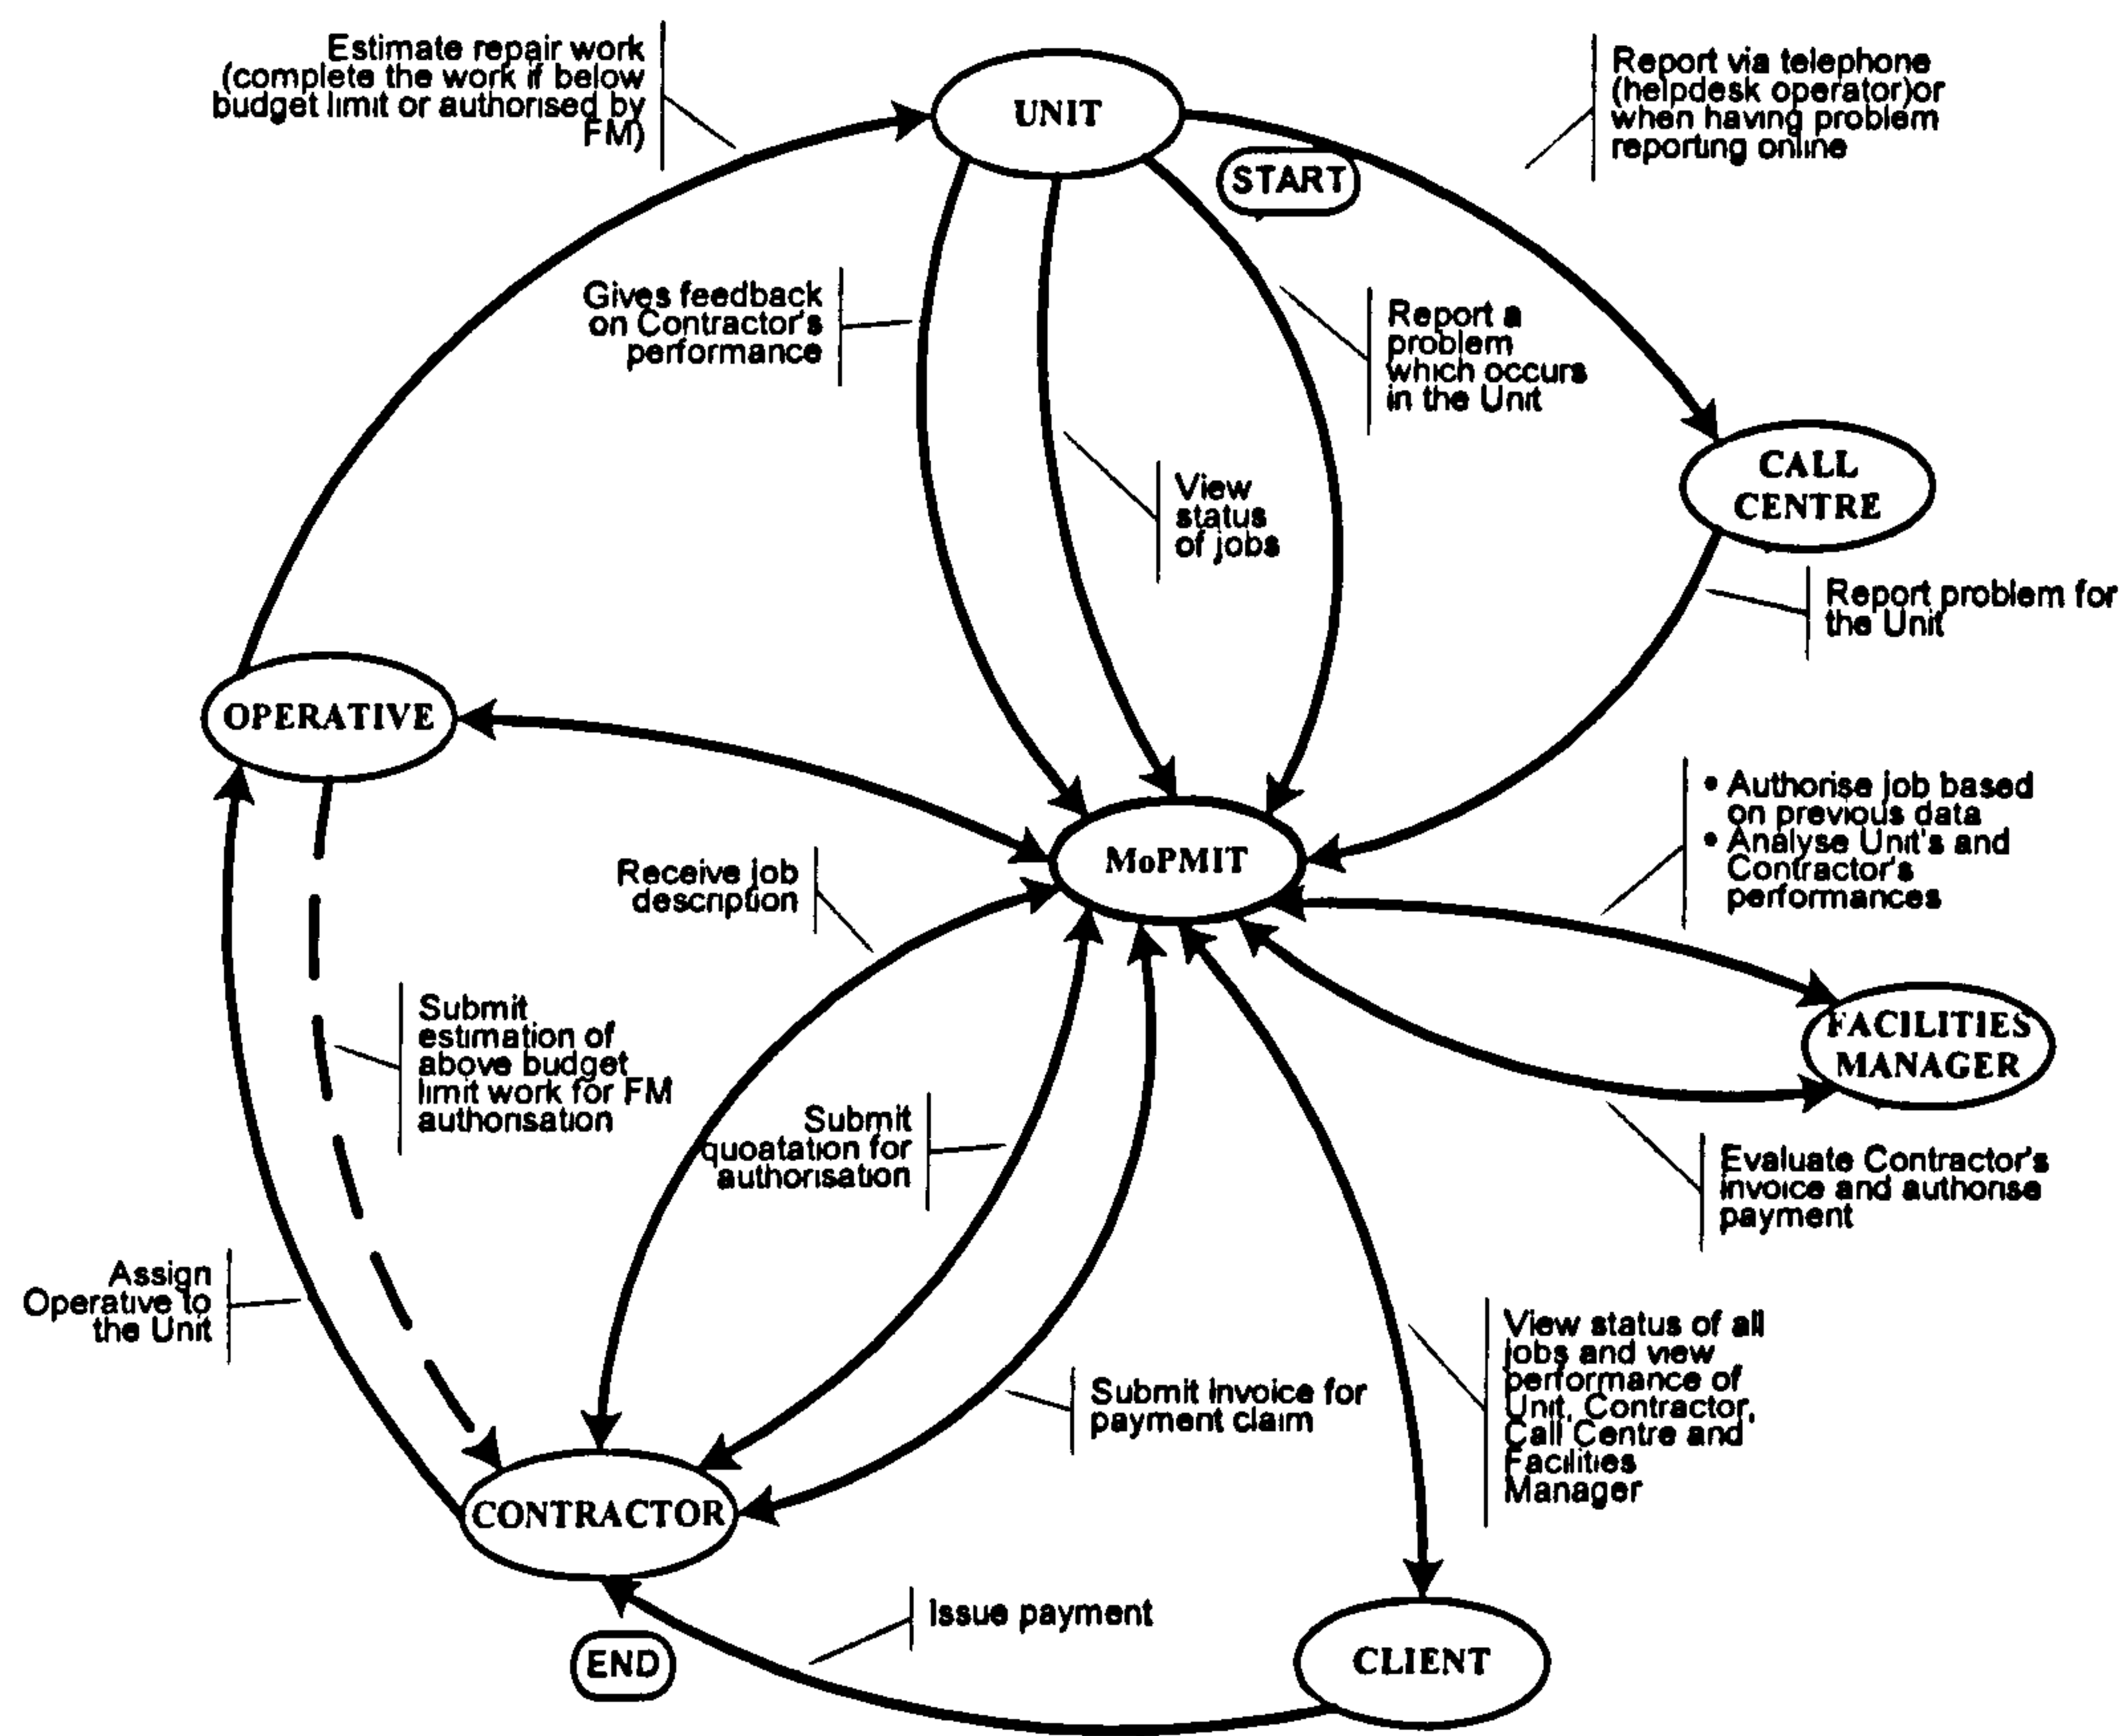 Estimate repair work
(complete the work if below
budget limit or authorised by
FM)
UNIT
START
Report via telephone
(helpdesk operator)or
when having problem
reporting online
Gives feedback
on Contractor's
performance
Report a
problem
which occurs
in the Unit
View
status
of jobs
CALL
CENTRE
Report problem for
the Unit
OPERATIVE
MoPMIT
• Authorise job based
on previous data
• Analyse Unit's and
Contractor's
performances
Receive job
description
FACILITIES
MANAGER
Submit
estimation of
above budget
limit work for FM
authorisation
Submit
quoatation for
authorisation
Evaluate Contractor's
invoice and authorise
payment
Assign
Operative to
the Unit
Submit invoice for
payment claim
View status of all
jobs and view
performance of
Unit, Contractor,
Call Centre and
Facilities
Manager
CONTRACTOR
Issue payment
END
CLIENT